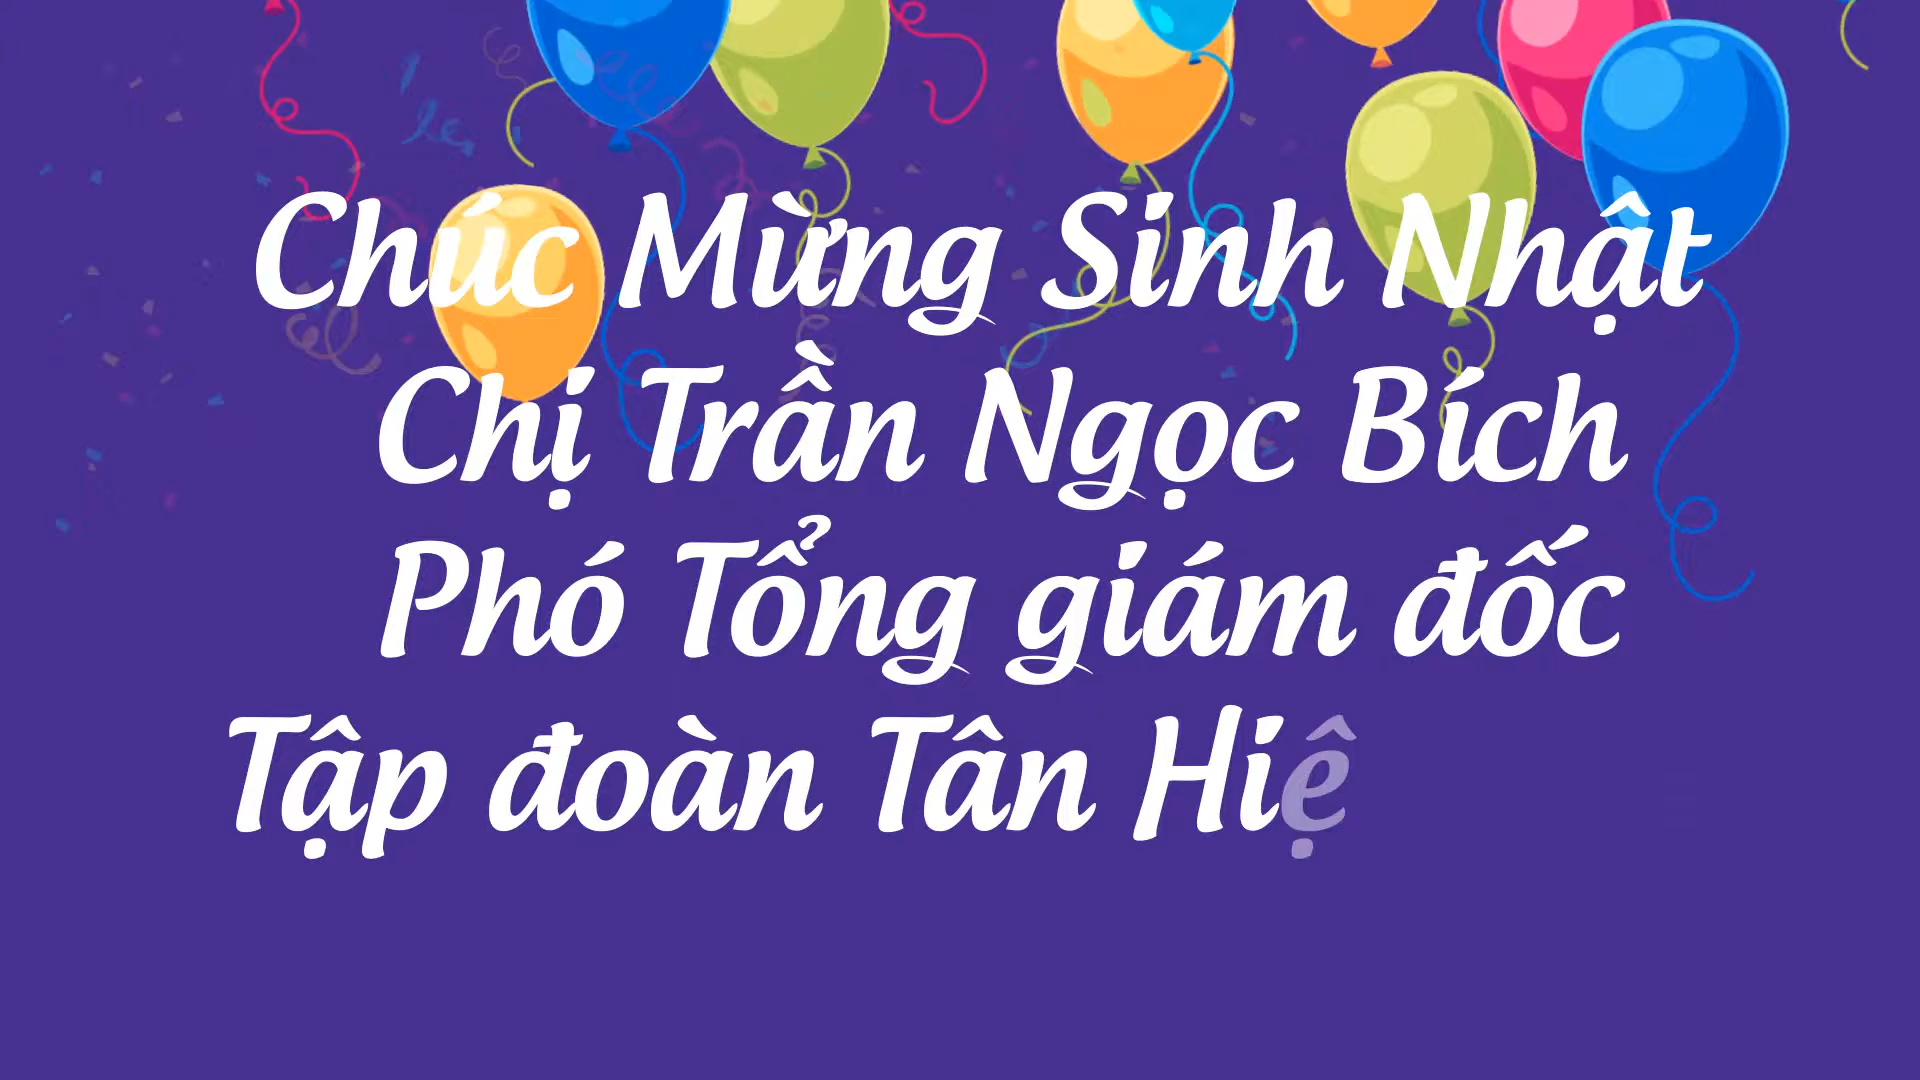 Chúc Mừng Sinh Nhật
Chị Trần Ngọc Bích
Phó Tổng giám đốc
Tập đoàn Tân Hiệ